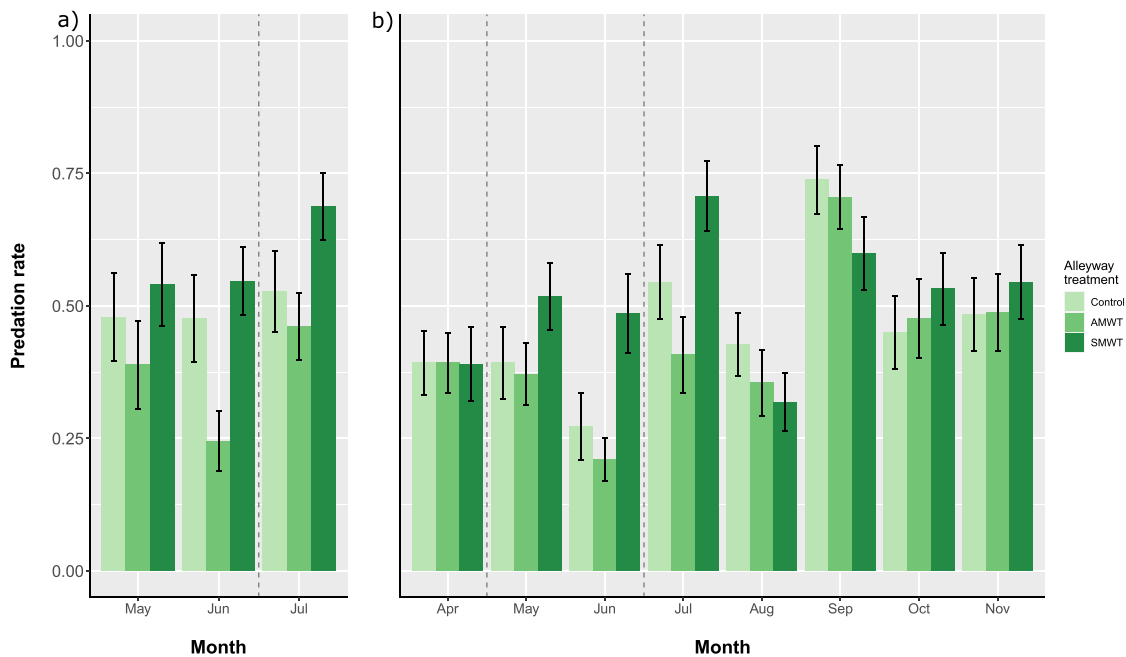 a)
b)
1.00
0.75
0.50
0.25
0.00
Predation rate
May Jun Jul
Apr May Jun Jul Aug Sep Oct Nov
Month
Month
Alleyway
treatment
Control
AMWT
SMWT